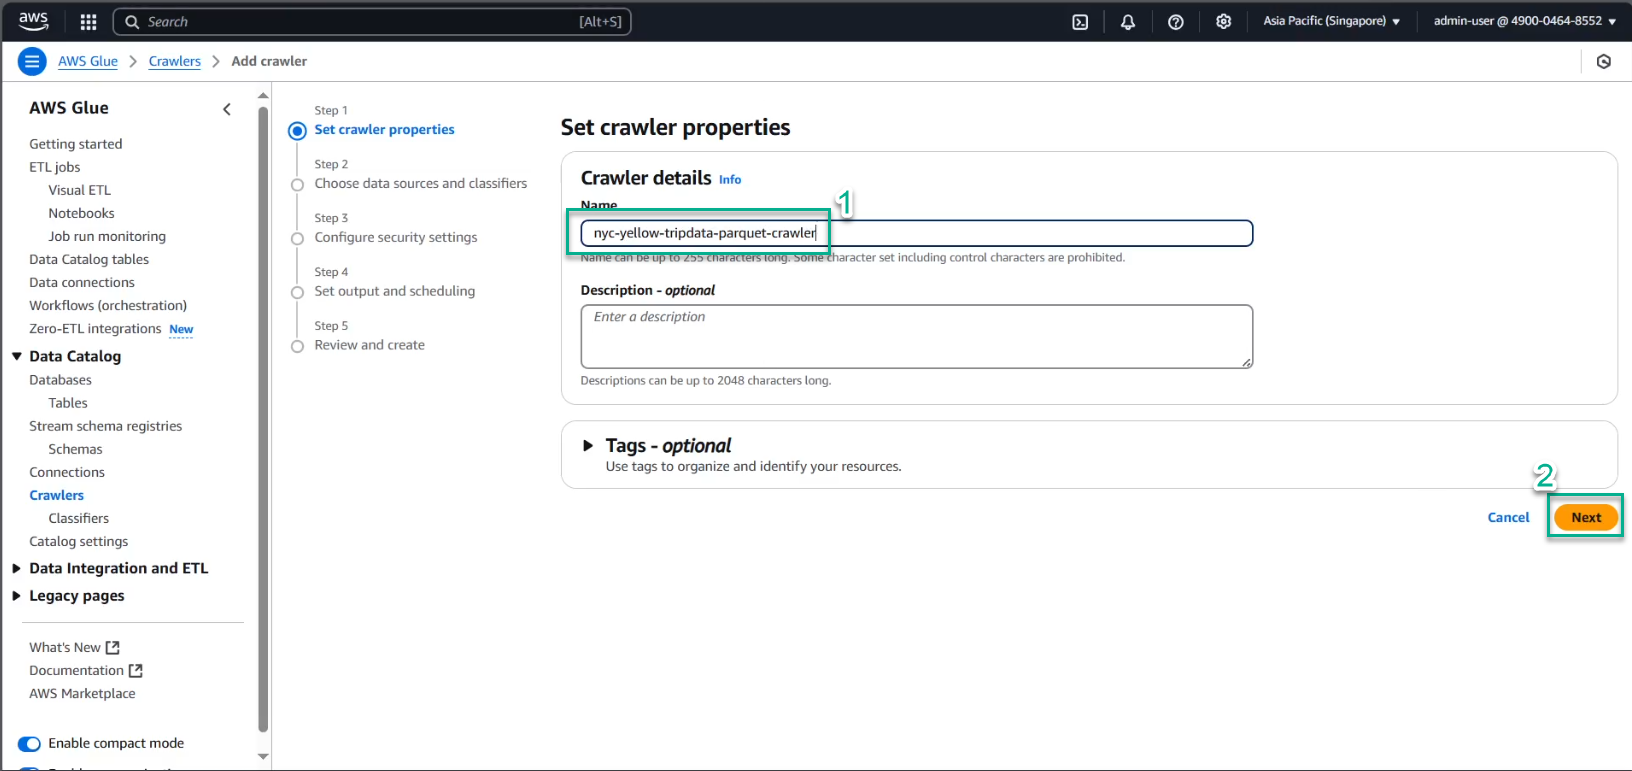 aws
Search
[Alt+S]
Asia Pacific (Singapore)
admin-user @ 4900-0464-8552
AWS Glue
Crawlers
Add crawler
AWS Glue
Getting started
ETL jobs
Visual ETL
Notebooks
Job run monitoring
Data Catalog tables
Data connections
Workflows (orchestration)
Zero-ETL integrations New
Data Catalog
Databases
Tables
Stream schema registries
Schemas
Connections
Crawlers
Classifiers
Catalog settings
Data Integration and ETL
Legacy pages
What's New
Documentation
AWS Marketplace
Enable compact mode
Step 1
Set crawler properties
Step 2
Choose data sources and classifiers
Step 3
Configure security settings
Step 4
Set output and scheduling
Step 5
Review and create
Set crawler properties
Crawler details Info
Name
1
nyc-yellow-tripdata-parquet-crawler
Name can be up to 255 characters long. Some character set including control characters are prohibited.
Description - optional
Enter a description
Descriptions can be up to 2048 characters long.
Tags - optional
Use tags to organize and identify your resources.
2
Cancel
Next